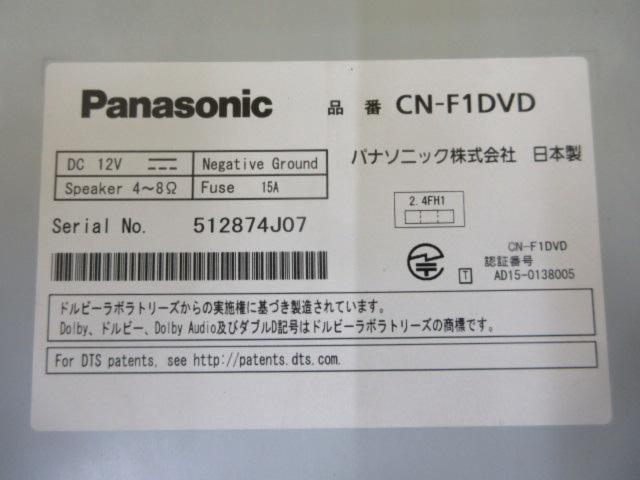 Panasonic 品番 CN-F1DVD
DC 12V Negative Ground
Speaker 4～8Ω Fuse 15A
パナソニック株式会社 日本製
2.4FH1
Serial No. 512874J07
CN-F1DVD
認証番号
T AD15-0138005
ドルビーラボラトリーズからの実施権に基づき製造されています。
Dolby、ドルビー、Dolby Audio及びダブルD記号はドルビーラボラトリーズの商標です。
For DTS patents, see http://patents.dts.com.